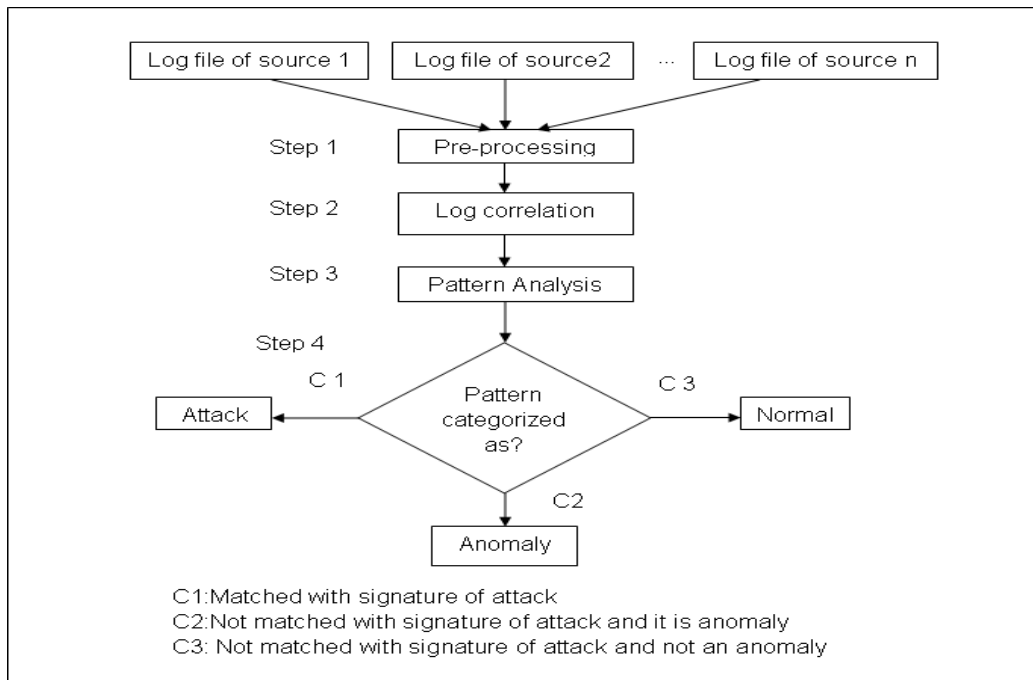 Log file of source 1
Log file of source2
...
Log file of source n
Step 1
Pre-processing
Step 2
Log correlation
Step 3
Pattern Analysis
Step 4
C 1
C 3
Attack
Pattern
categorized
as?
Normal
C2
Anomaly
C1:Matched with signature of attack
C2:Not matched with signature of attack and it is anomaly
C3: Not matched with signature of attack and not an anomaly